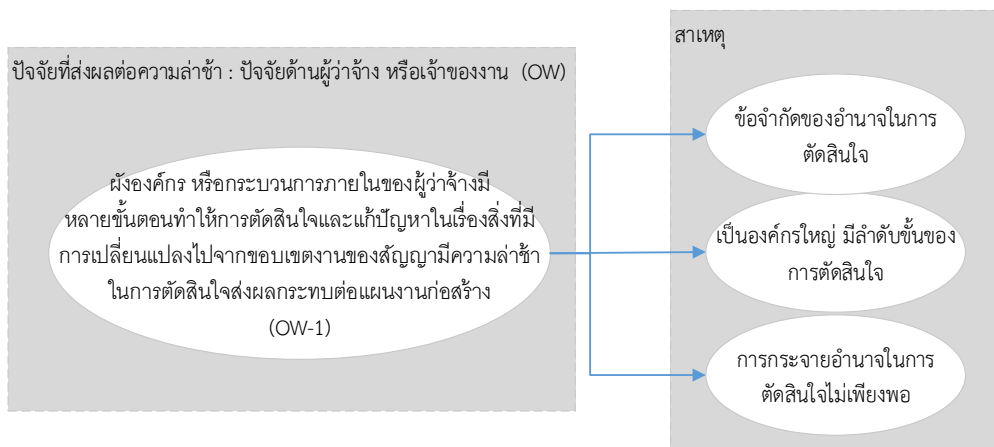 ปัจจัยที่ส่งผลต่อความล่าช้า : ปัจจัยด้านผู้ว่าจ้าง หรือเจ้าของงาน (OW)
ผังองค์กร หรือกระบวนการภายในของผู้ว่าจ้างมี
หลายขั้นตอนทำให้การตัดสินใจและแก้ปัญหาในเรื่องสิ่งที่มี
การเปลี่ยนแปลงไปจากขอบเขตงานของสัญญามีความล่าช้า
ในการตัดสินใจส่งผลกระทบต่อแผนงานก่อสร้าง
(OW-1)
สาเหตุ
ข้อจำกัดของอำนาจในการ
ตัดสินใจ
เป็นองค์กรใหญ่ มีลำดับขั้นของ
การตัดสินใจ
การกระจายอำนาจในการ
ตัดสินใจไม่เพียงพอ